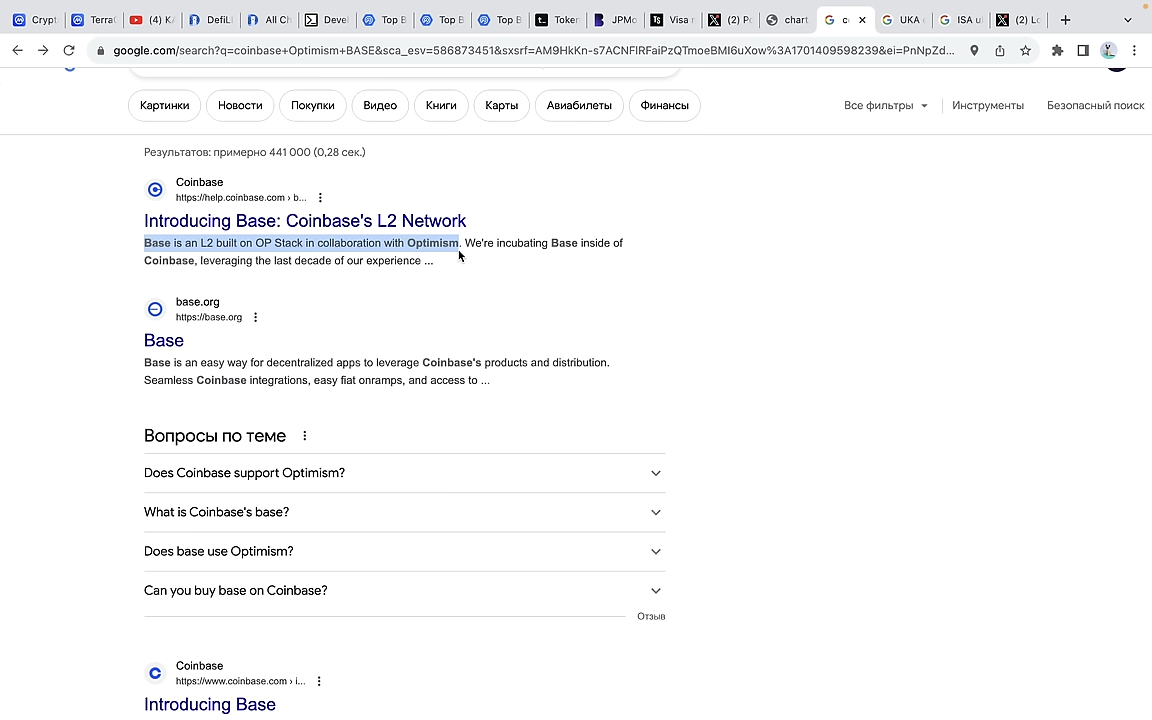 Crypt
Terra
(4) K
DefiLl
All Ch
Devel
Top B
Top B
Top B
Token
JPMo
Visa r
(2) Po
chart
UKA
ISA u
(2) Lo
google.com/search?q=coinbase+Optimism+BASE&sca_esv=586873451&sxsrf=AM9HkKn-s7ACNFlRFaiPzQTmoeBMI6uXow%3A1701409598239&ei=PnNpZd...
Картинки Новости Покупки Видео Книги Карты Авиабилеты Финансы Все фильтры Инструменты Безопасный поиск
Результатов: примерно 441 000 (0,28 сек.)
Coinbase
https://help.coinbase.com › b...
Introducing Base: Coinbase's L2 Network
Base is an L2 built on OP Stack in collaboration with Optimism. We're incubating Base inside of
Coinbase, leveraging the last decade of our experience ...
base.org
https://base.org
Base
Base is an easy way for decentralized apps to leverage Coinbase's products and distribution.
Seamless Coinbase integrations, easy fiat onramps, and access to ...
Вопросы по теме
Does Coinbase support Optimism?
What is Coinbase's base?
Does base use Optimism?
Can you buy base on Coinbase?
Отзыв
Coinbase
https://www.coinbase.com › i...
Introducing Base